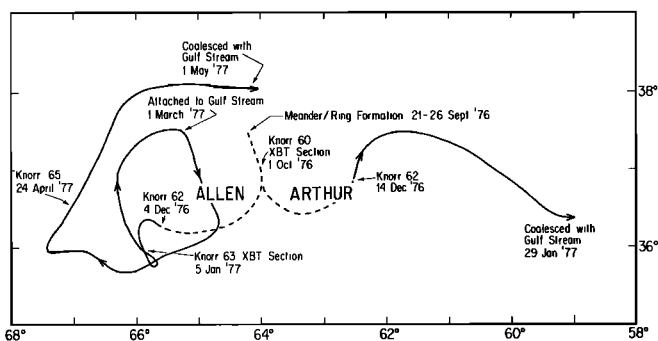 58°
Coalesced with
Gulf Stream
1 May '77
38°
Attached to Gulf Stream
1 March '77
Meander/Ring Formation 21-26 Sept '76
Knorr 60
XBT Section
1 Oct '76
Knorr 65
24 April '77
Knorr 62
4 Dec '76
ALLEN
ARTHUR
Knorr 62
14 Dec '76
Knorr 63 XBT Section
5 Jan '77
Coalesced with
Gulf Stream
29 Jan '77
36°
68°
66°
64°
62°
60°
58°